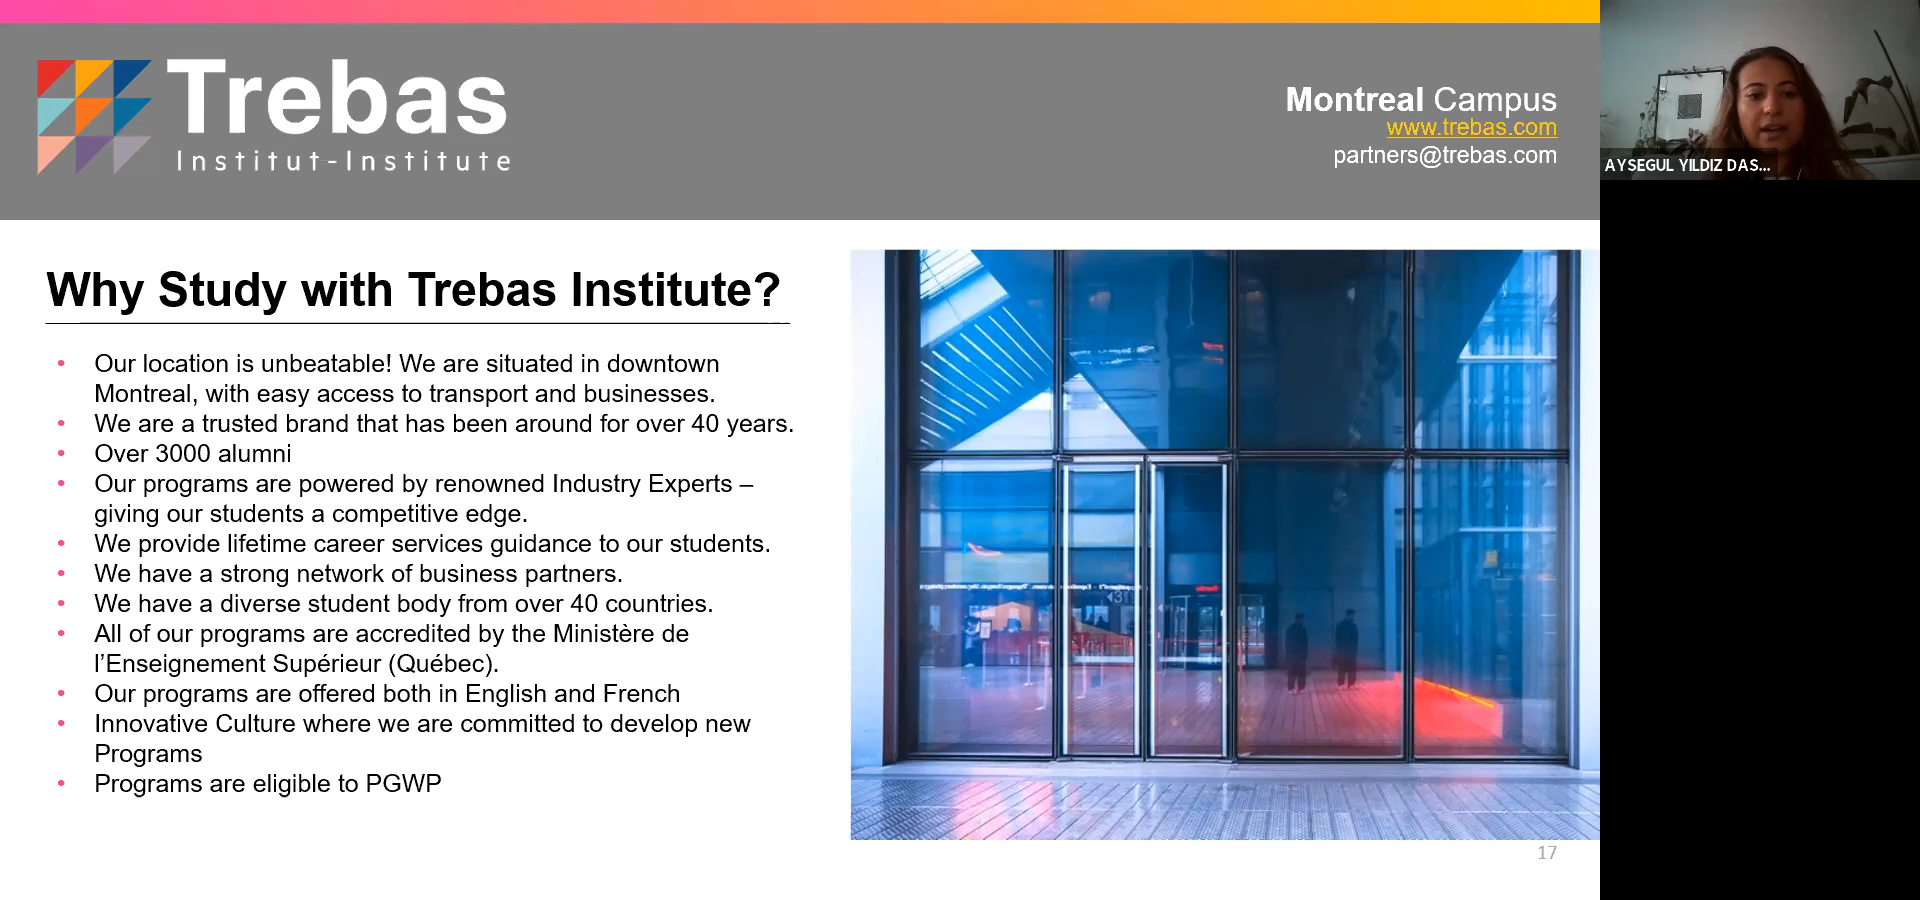 Trebas
Institut-Institute
Montreal Campus
www.trebas.com
partners@trebas.com
AYSEGUL YILDIZ DAS...
Why Study with Trebas Institute?
• Our location is unbeatable! We are situated in downtown
Montreal, with easy access to transport and businesses.
• We are a trusted brand that has been around for over 40 years.
• Over 3000 alumni
• Our programs are powered by renowned Industry Experts –
giving our students a competitive edge.
• We provide lifetime career services guidance to our students.
• We have a strong network of business partners.
• We have a diverse student body from over 40 countries.
• All of our programs are accredited by the Ministère de
l’Enseignement Supérieur (Québec).
• Our programs are offered both in English and French
• Innovative Culture where we are committed to develop new
Programs
• Programs are eligible to PGWP
17